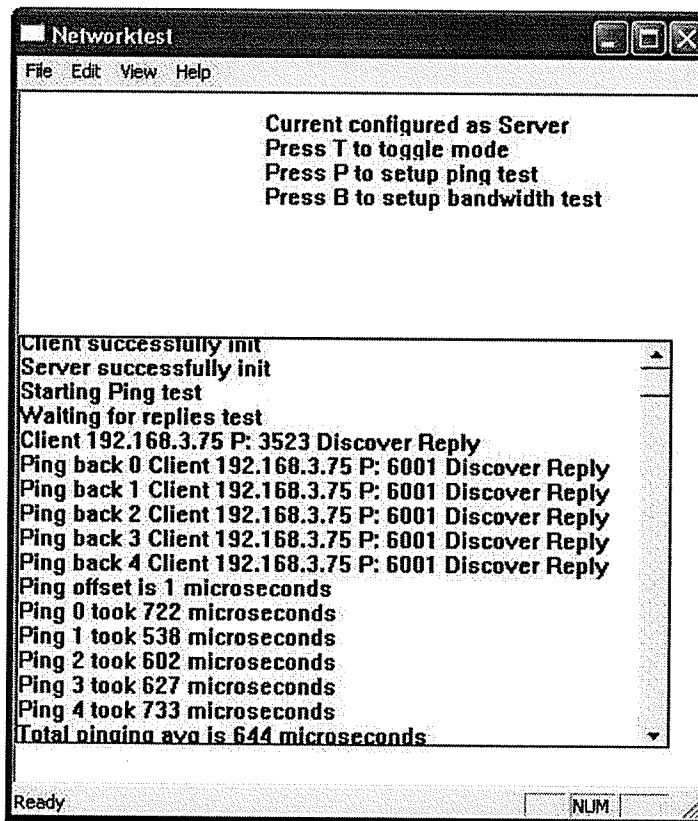 Networktest
File Edit View Help
Current configured as Server
Press T to toggle mode
Press P to setup ping test
Press B to setup bandwidth test
Client successfully init
Server successfully init
Starting Ping test
Waiting for replies test
Client 192.168.3.75 P: 3523 Discover Reply
Ping back 0 Client 192.168.3.75 P: 6001 Discover Reply
Ping back 1 Client 192.168.3.75 P: 6001 Discover Reply
Ping back 2 Client 192.168.3.75 P: 6001 Discover Reply
Ping back 3 Client 192.168.3.75 P: 6001 Discover Reply
Ping back 4 Client 192.168.3.75 P: 6001 Discover Reply
Ping offset is 1 microseconds
Ping 0 took 722 microseconds
Ping 1 took 538 microseconds
Ping 2 took 602 microseconds
Ping 3 took 627 microseconds
Ping 4 took 733 microseconds
Total pinging avg is 644 microseconds
Ready
NUM